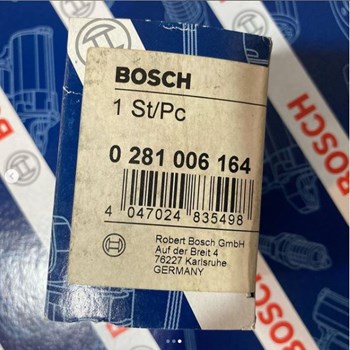 BOSCH
1 St/Pc
0 281 006 164
4 047024 835498
Robert Bosch GmbH
Auf der Breit 4
76227 Karlsruhe
GERMANY
BOSCH
BOSCH